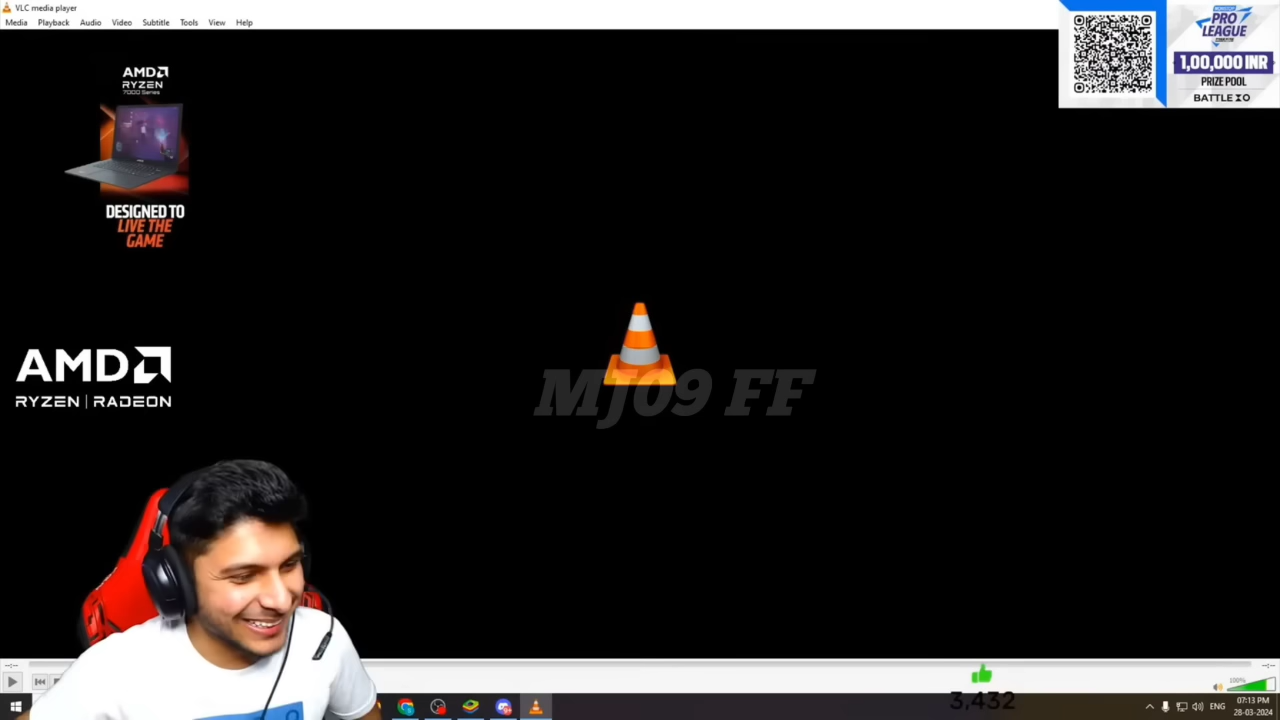 VLC media player
Media Playback Audio Video Subtitle Tools View Help
AMD
RYZEN
7000 Series
DESIGNED TO
LIVE THE
GAME
PRO
LEAGUE
1,00,000 INR
PRIZE POOL
BATTLE XO
AMD
RYZEN | RADEON
MJ09 FF
--:-- --:--
100%
3,432
ENG
07:13 PM
28-03-2024